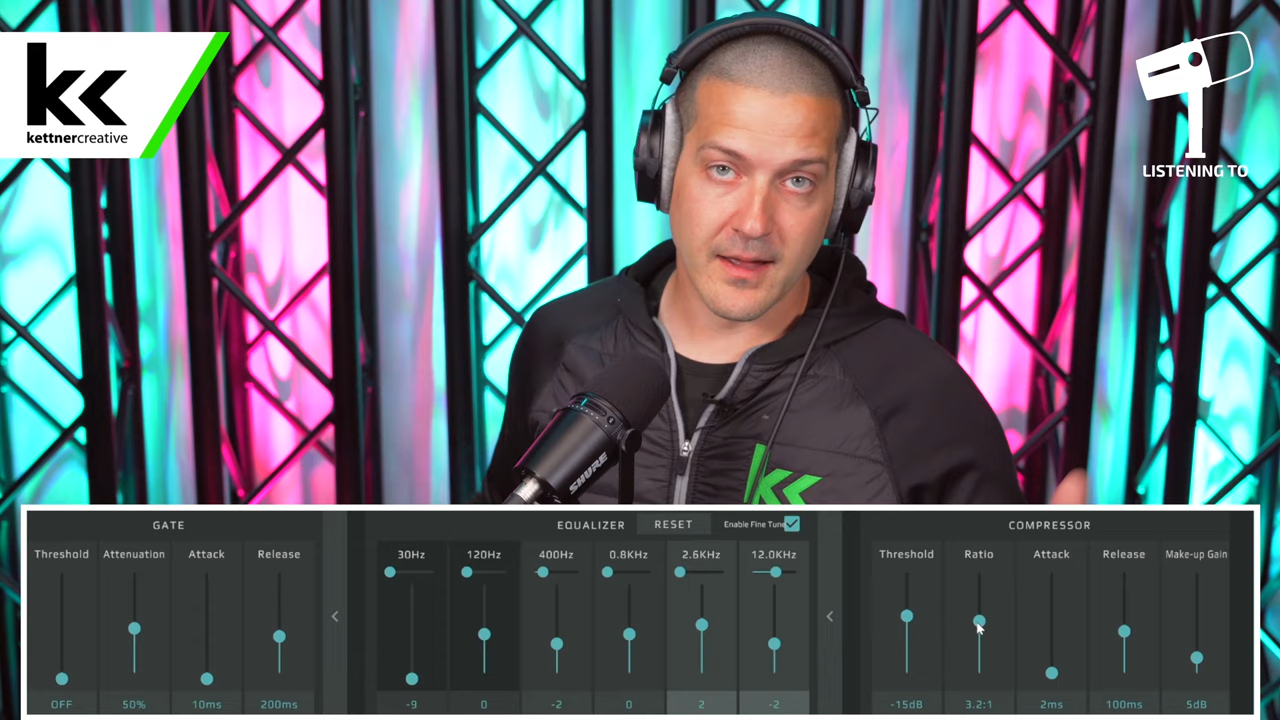 kk
kettnercreative
LISTENING TO
SHURE
kk
GATE
Threshold Attenuation Attack Release
OFF 50% 10ms 200ms
EQUALIZER RESET Enable Fine Tune
30Hz 120Hz 400Hz 0.8KHz 2.6KHz 12.0KHz
-9 0 -2 0 2 -2
COMPRESSOR
Threshold Ratio Attack Release Make-up Gain
-15dB 3.2:1 2ms 100ms 5dB